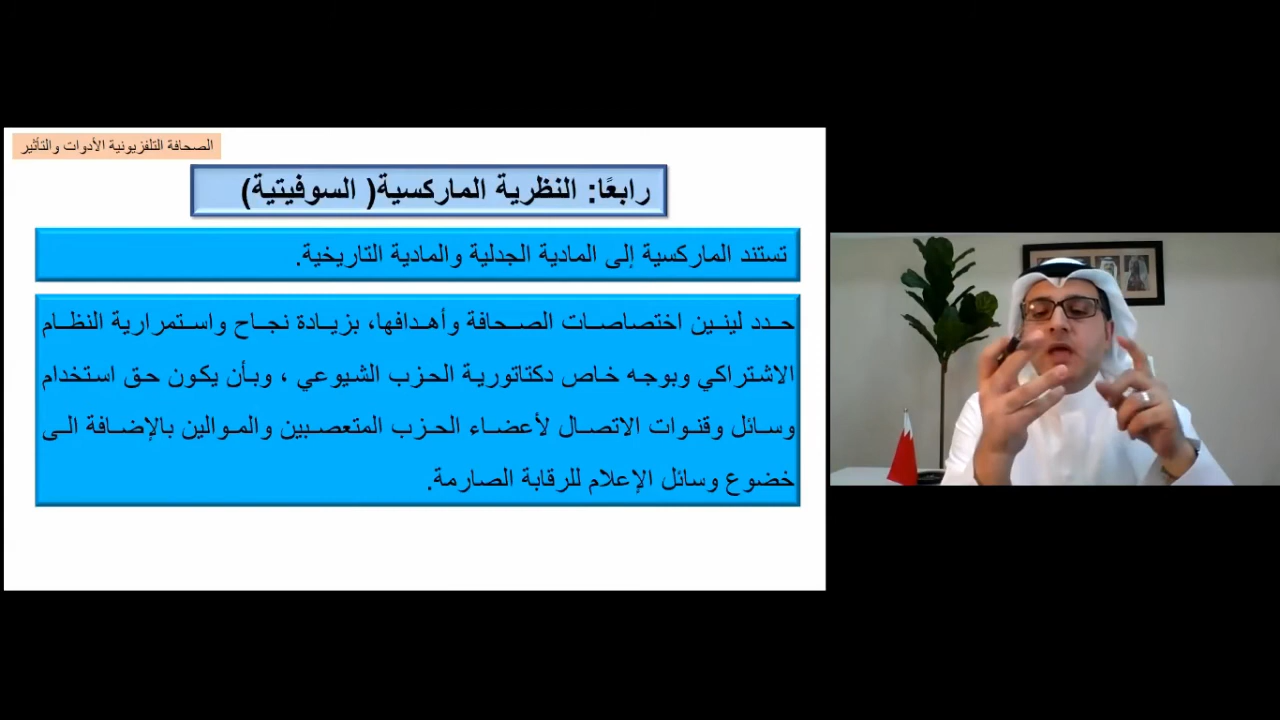 الصحافة التلفزيونية الأدوات والتأثير
رابعًا: النظرية الماركسية( السوفيتية)
تستند الماركسية إلى المادية الجدلية والمادية التاريخية.
حدد لينين اختصاصات الصحافة وأهدافها، بزيادة نجاح واستمرارية النظام
الاشتراكي وبوجه خاص دكتاتورية الحزب الشيوعي ، وبأن يكون حق استخدام
وسائل وقنوات الاتصال لأعضاء الحزب المتعصبين والموالين بالإضافة الى
خضوع وسائل الإعلام للرقابة الصارمة.